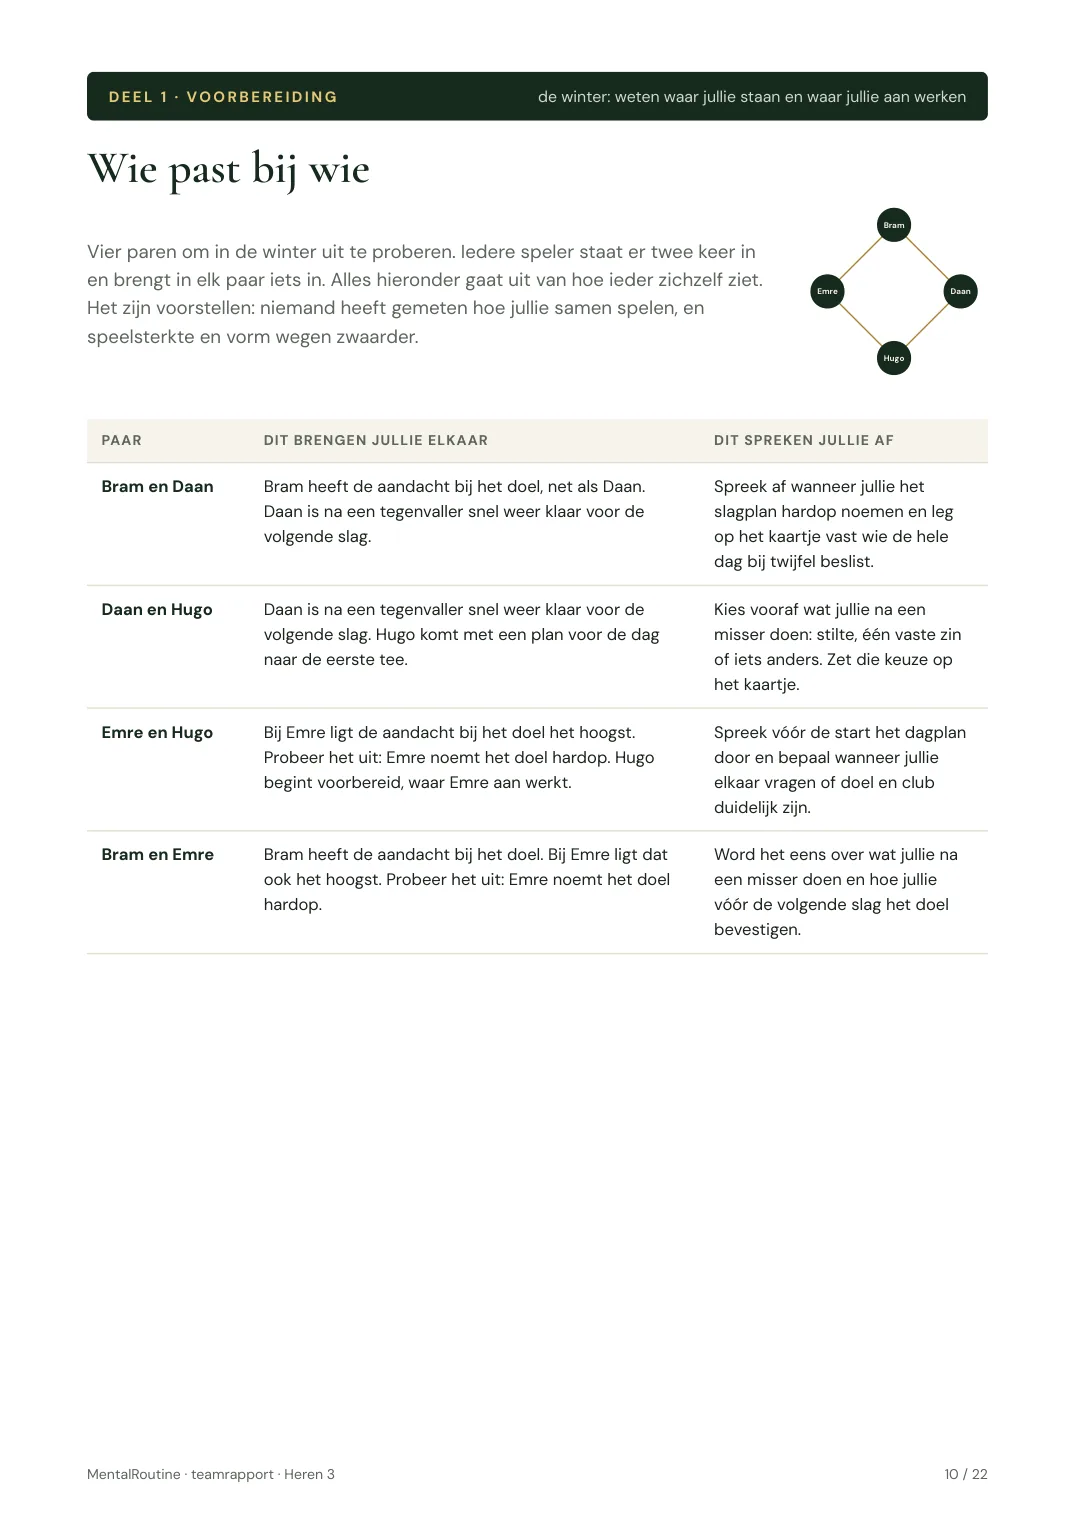 DEEL 1 · VOORBEREIDING
de winter: weten waar jullie staan en waar jullie aan werken
Wie past bij wie
Vier paren om in de winter uit te proberen. Iedere speler staat er twee keer in
en brengt in elk paar iets in. Alles hieronder gaat uit van hoe ieder zichzelf ziet.
Het zijn voorstellen: niemand heeft gemeten hoe jullie samen spelen, en
speelsterkte en vorm wegen zwaarder.
Bram
Emre
Daan
Hugo
PAAR
DIT BRENGEN JULLIE ELKAAR
DIT SPREKEN JULLIE AF
Bram en Daan
Bram heeft de aandacht bij het doel, net als Daan.
Daan is na een tegenvaller snel weer klaar voor de
volgende slag.
Spreek af wanneer jullie het
slagplan hardop noemen en leg
op het kaartje vast wie de hele
dag bij twijfel beslist.
Daan en Hugo
Daan is na een tegenvaller snel weer klaar voor de
volgende slag. Hugo komt met een plan voor de dag
naar de eerste tee.
Kies vooraf wat jullie na een
misser doen: stilte, één vaste zin
of iets anders. Zet die keuze op
het kaartje.
Emre en Hugo
Bij Emre ligt de aandacht bij het doel het hoogst.
Probeer het uit: Emre noemt het doel hardop. Hugo
begint voorbereid, waar Emre aan werkt.
Spreek vóór de start het dagplan
door en bepaal wanneer jullie
elkaar vragen of doel en club
duidelijk zijn.
Bram en Emre
Bram heeft de aandacht bij het doel. Bij Emre ligt dat
ook het hoogst. Probeer het uit: Emre noemt het doel
hardop.
Word het eens over wat jullie na
een misser doen en hoe jullie
vóór de volgende slag het doel
bevestigen.
MentalRoutine · teamrapport · Heren 3
10 / 22